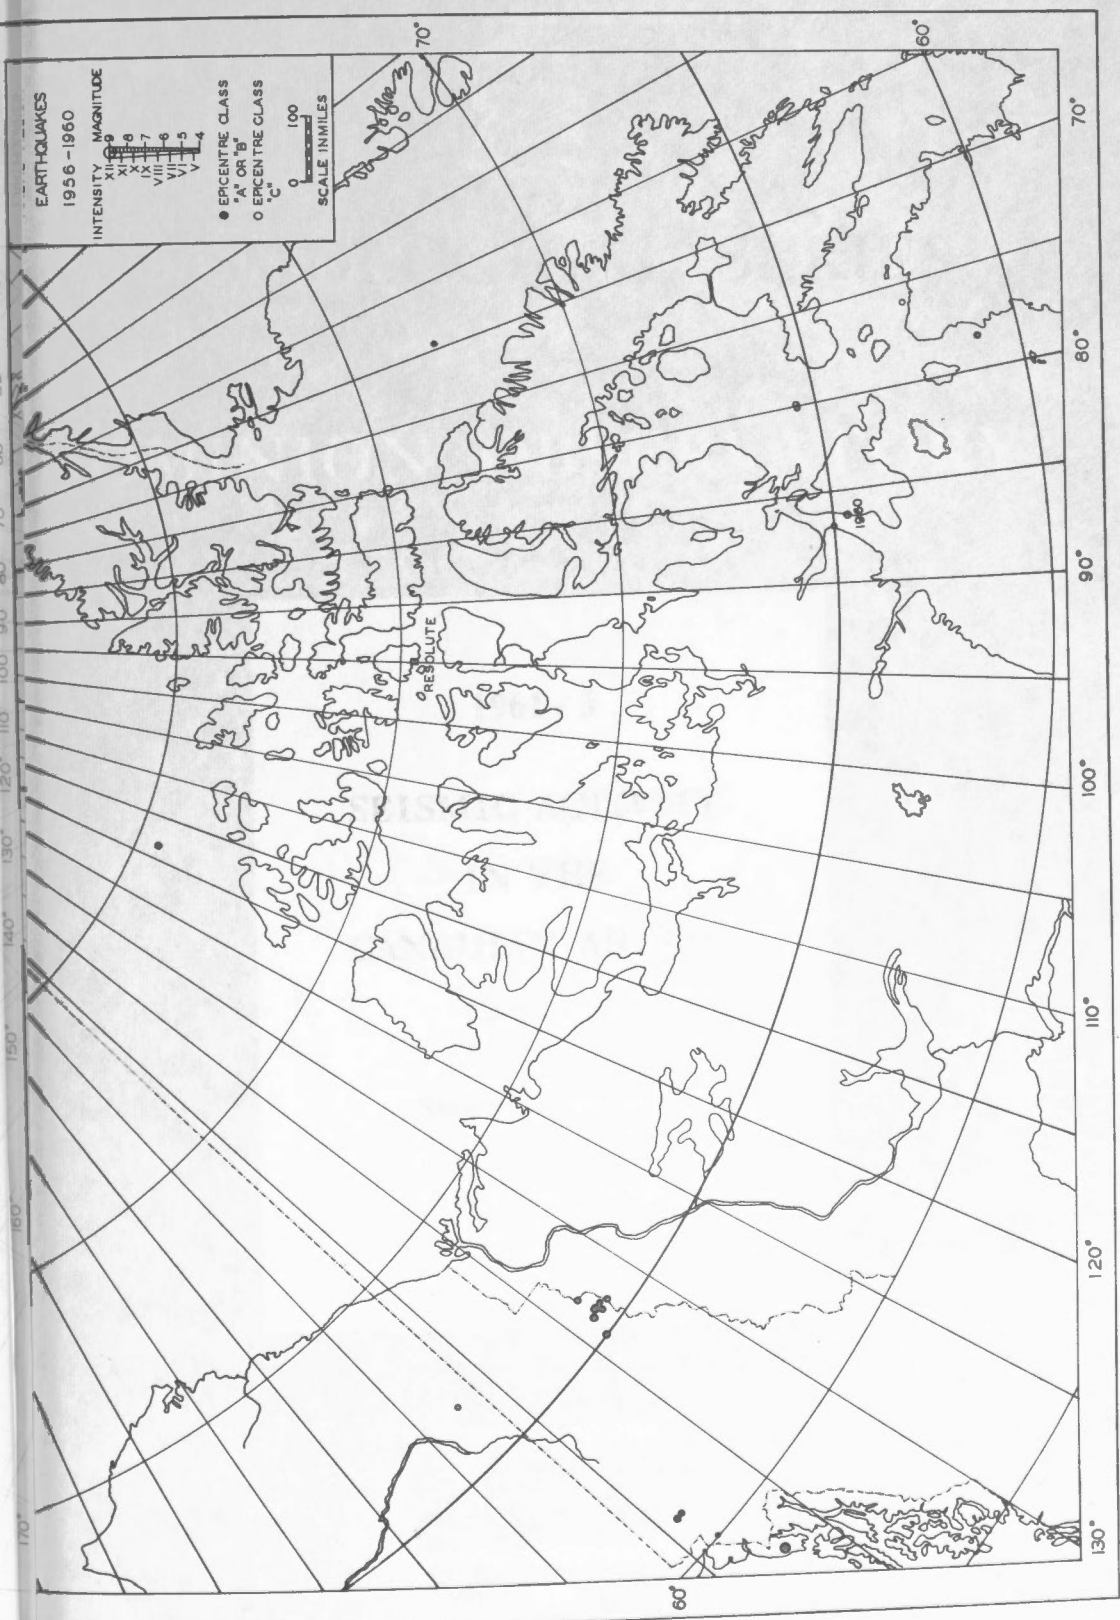 EARTHQUAKES
1956-1960
INTENSITY MAGNITUDE
XII 9
XI 8
X
IX 7
VIII
VII 6
VI 5
V 4
● EPICENTRE CLASS
"A" OR "B"
○ EPICENTRE CLASS
"C"
0 100
SCALE IN MILES
70°
60°
70°
80°
90°
100°
110°
120°
130°
60°
RESOLUTE
170°
160°
150°
140°
130°
120°
110
100
90
80
70